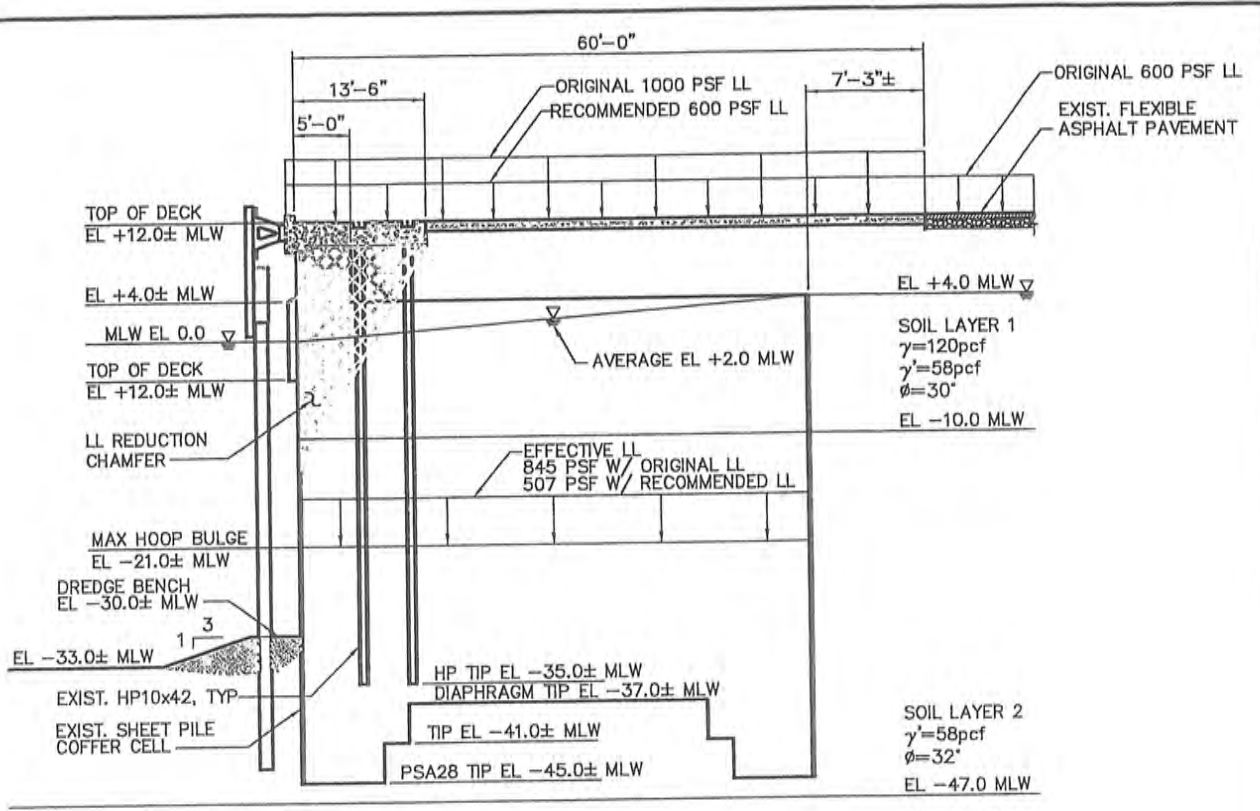 60'-0"
ORIGINAL 1000 PSF LL
RECOMMENDED 600 PSF LL
13'-6"
5'-0"
7'-3"±
ORIGINAL 600 PSF LL
EXIST. FLEXIBLE
ASPHALT PAVEMENT
TOP OF DECK
EL +12.0± MLW
EL +4.0± MLW
EL +4.0 MLW
MLW EL 0.0
AVERAGE EL +2.0 MLW
SOIL LAYER 1
γ=120pcf
γ'=58pcf
ø=30°
TOP OF DECK
EL +12.0± MLW
EL -10.0 MLW
LL REDUCTION
CHAMFER
EFFECTIVE LL
845 PSF W/ ORIGINAL LL
507 PSF W/ RECOMMENDED LL
MAX HOOP BULGE
EL -21.0± MLW
DREDGE BENCH
EL -30.0± MLW
3
1
EL -33.0± MLW
HP TIP EL -35.0± MLW
DIAPHRAGM TIP EL -37.0± MLW
EXIST. HP10x42, TYP
EXIST. SHEET PILE
COFFER CELL
TIP EL -41.0± MLW
PSA28 TIP EL -45.0± MLW
SOIL LAYER 2
γ'=58pcf
ø=32°
EL -47.0 MLW